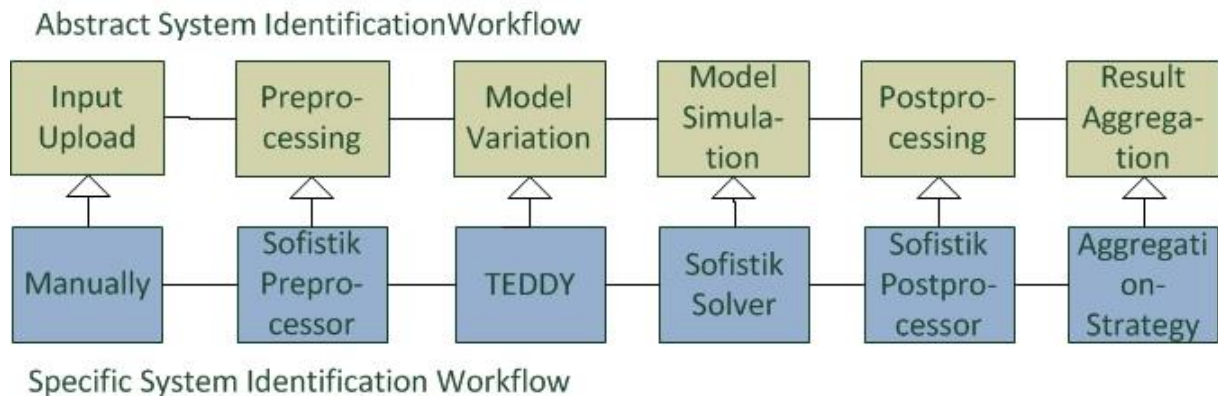 Abstract System IdentificationWorkflow
Input
Upload
Prepro-
cessing
Model
Variation
Model
Simula-
tion
Postpro-
cessing
Result
Aggrega-
tion
Manually
Sofistik
Prepro-
cessor
TEDDY
Sofistik
Solver
Sofistik
Postpro-
cessor
Aggregati
on-
Strategy
Specific System Identification Workflow